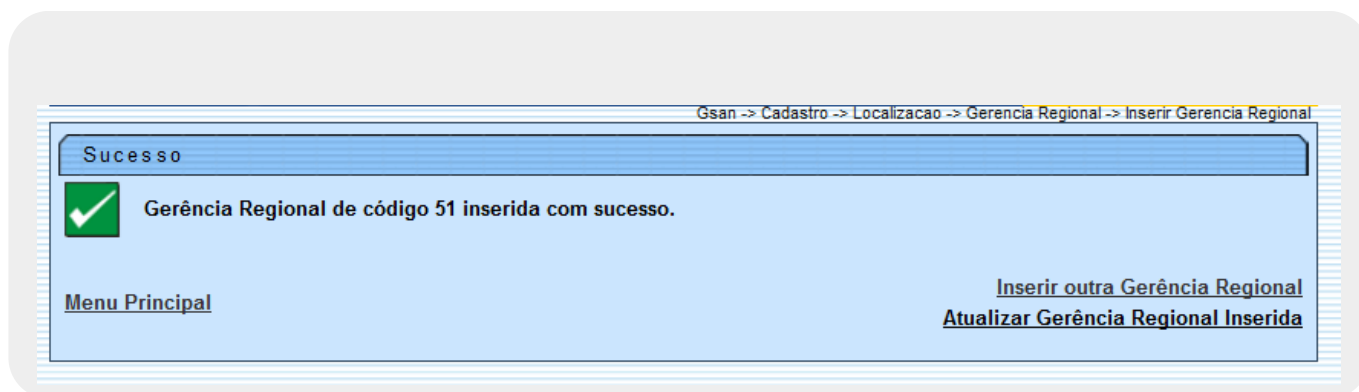 Gsan -> Cadastro -> Localizacao -> Gerencia Regional -> Inserir Gerencia Regional
Sucesso
Gerência Regional de código 51 inserida com sucesso.
Inserir outra Gerência Regional
Menu Principal
Atualizar Gerência Regional Inserida